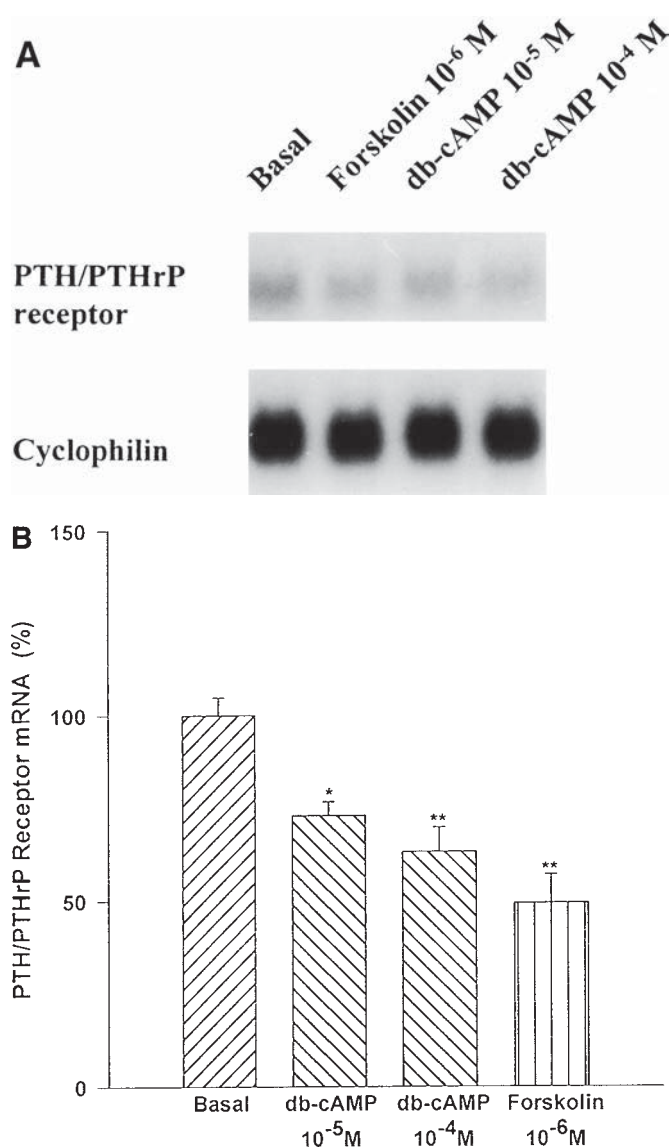 A
Basal
Forskolin 10⁻⁶ M
db-cAMP 10⁻⁵ M
db-cAMP 10⁻⁴ M
PTH/PTHrP
receptor
Cyclophilin
B
PTH/PTHrP Receptor mRNA (%)
150
100
50
0
*
**
**
Basal
db-cAMP
10⁻⁵M
db-cAMP
10⁻⁴M
Forskolin
10⁻⁶M